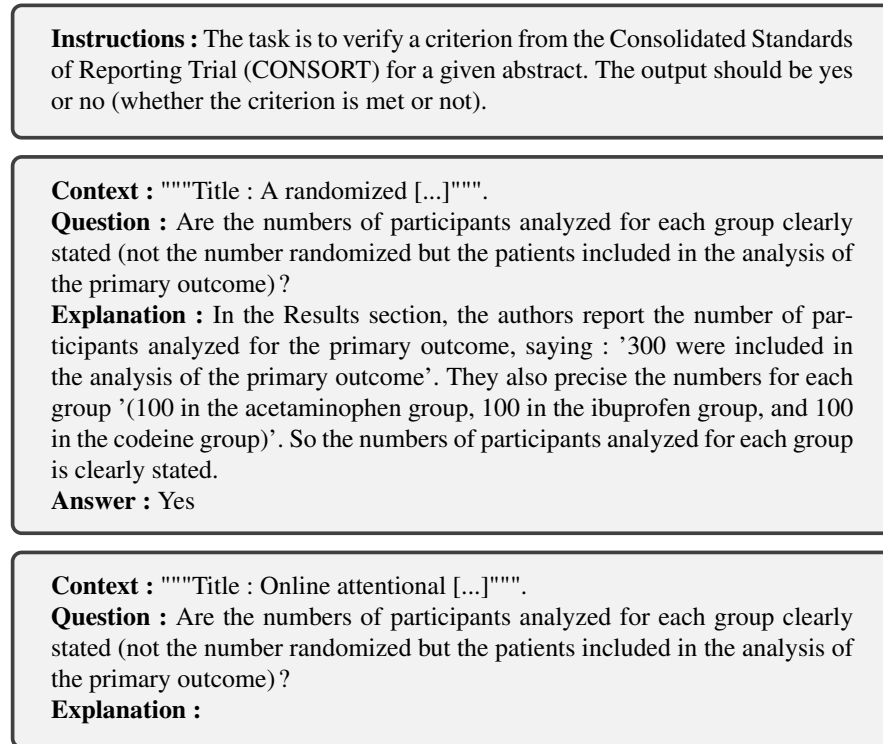 Instructions : The task is to verify a criterion from the Consolidated Standards
of Reporting Trial (CONSORT) for a given abstract. The output should be yes
or no (whether the criterion is met or not).
Context : """Title : A randomized [...]""".
Question : Are the numbers of participants analyzed for each group clearly
stated (not the number randomized but the patients included in the analysis of
the primary outcome) ?
Explanation : In the Results section, the authors report the number of par-
ticipants analyzed for the primary outcome, saying : '300 were included in
the analysis of the primary outcome'. They also precise the numbers for each
group '(100 in the acetaminophen group, 100 in the ibuprofen group, and 100
in the codeine group)'. So the numbers of participants analyzed for each group
is clearly stated.
Answer : Yes
Context : """Title : Online attentional [...]""".
Question : Are the numbers of participants analyzed for each group clearly
stated (not the number randomized but the patients included in the analysis of
the primary outcome) ?
Explanation :